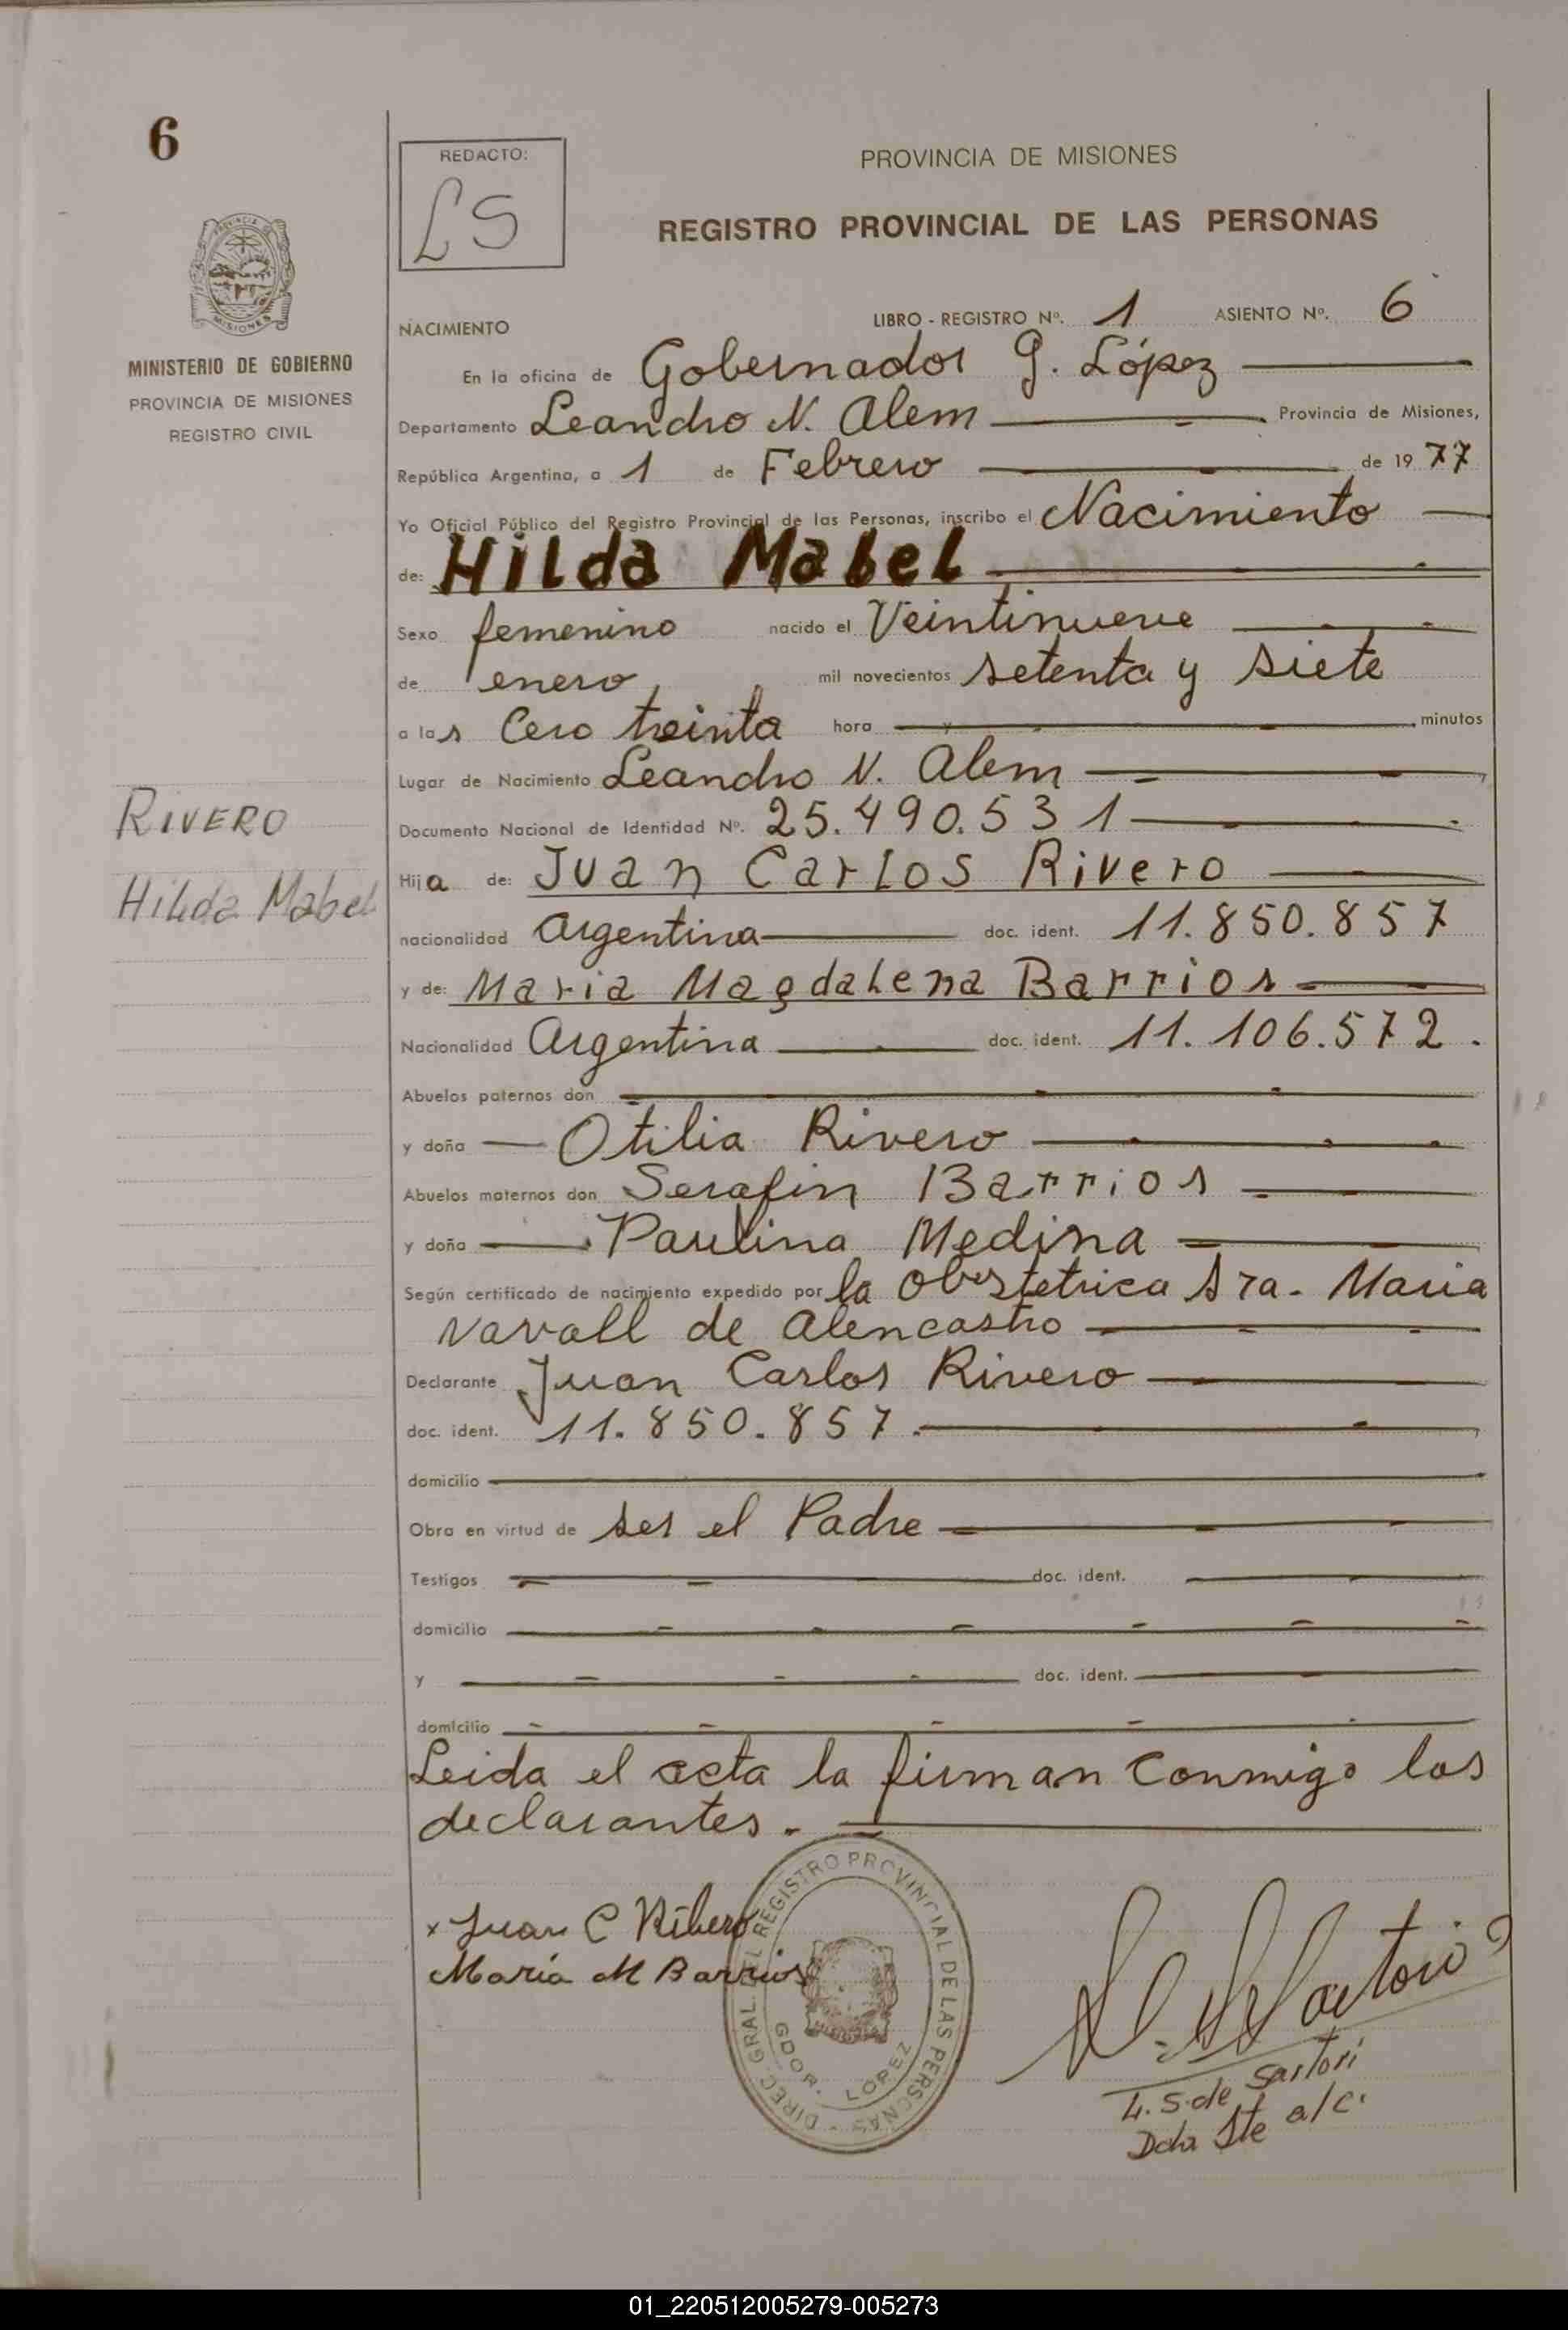 6
REDACTO:
LS
PROVINCIA DE MISIONES
REGISTRO PROVINCIAL DE LAS PERSONAS
MISIONES
MINISTERIO DE GOBIERNO
PROVINCIA DE MISIONES
REGISTRO CIVIL
NACIMIENTO
LIBRO - REGISTRO Nº. 1 ASIENTO Nº. 6
En la oficina de Gobernador G. López
Departamento Leandro N. Alem Provincia de Misiones,
República Argentina, a 1 de Febrero de 19 77
Yo Oficial Público del Registro Provincial de las Personas, inscribo el Nacimiento
de: Hilda Mabel
Sexo femenino nacido el Veintinueve
de enero, mil novecientos setenta y siete
a las Cero treinta hora y minutos
Lugar de Nacimiento Leandro N. Alem
Documento Nacional de Identidad Nº. 25.490.531
RIVERO
Hilda Mabel
Hija de: Juan Carlos Rivero
nacionalidad Argentina doc. ident. 11.850.857
y de: Maria Magdalena Barrios
Nacionalidad Argentina doc. ident. 11.106.572.
Abuelos paternos don
y doña Otilia Rivero
Abuelos maternos don Serafin Barrios
y doña Paulina Medina
Según certificado de nacimiento expedido por la Obstetrica Sra. Maria
Navall de Alencastro
Declarante Juan Carlos Rivero
doc. ident. 11.850.857.
domicilio
Obra en virtud de ser el Padre
Testigos doc. ident.
domicilio
y doc. ident.
domicilio
Leida el acta la firman conmigo los
declarantes.
x Juan C Ribero
Maria M Barrios
DIREC. GRAL. DEL REGISTRO PROVINCIAL DE LAS PERSONAS
GDOR. LOPEZ
Sartori
L. S. de Sartori
Ste a/c.
01_220512005279-005273